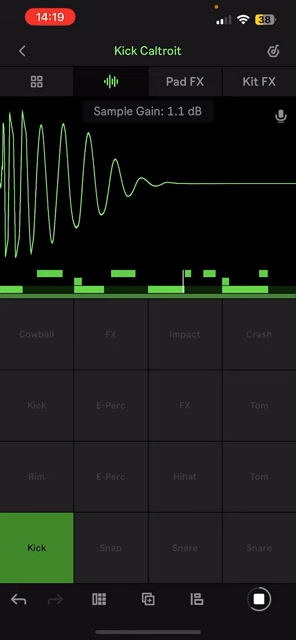 14:19
38
Kick Caltroit
Pad FX
Kit FX
Sample Gain: 1.1 dB
Cowbell
FX
Impact
Crash
Kick
E-Perc
FX
Tom
Rim
E-Perc
Hihat
Tom
Kick
Snap
Snare
Snare